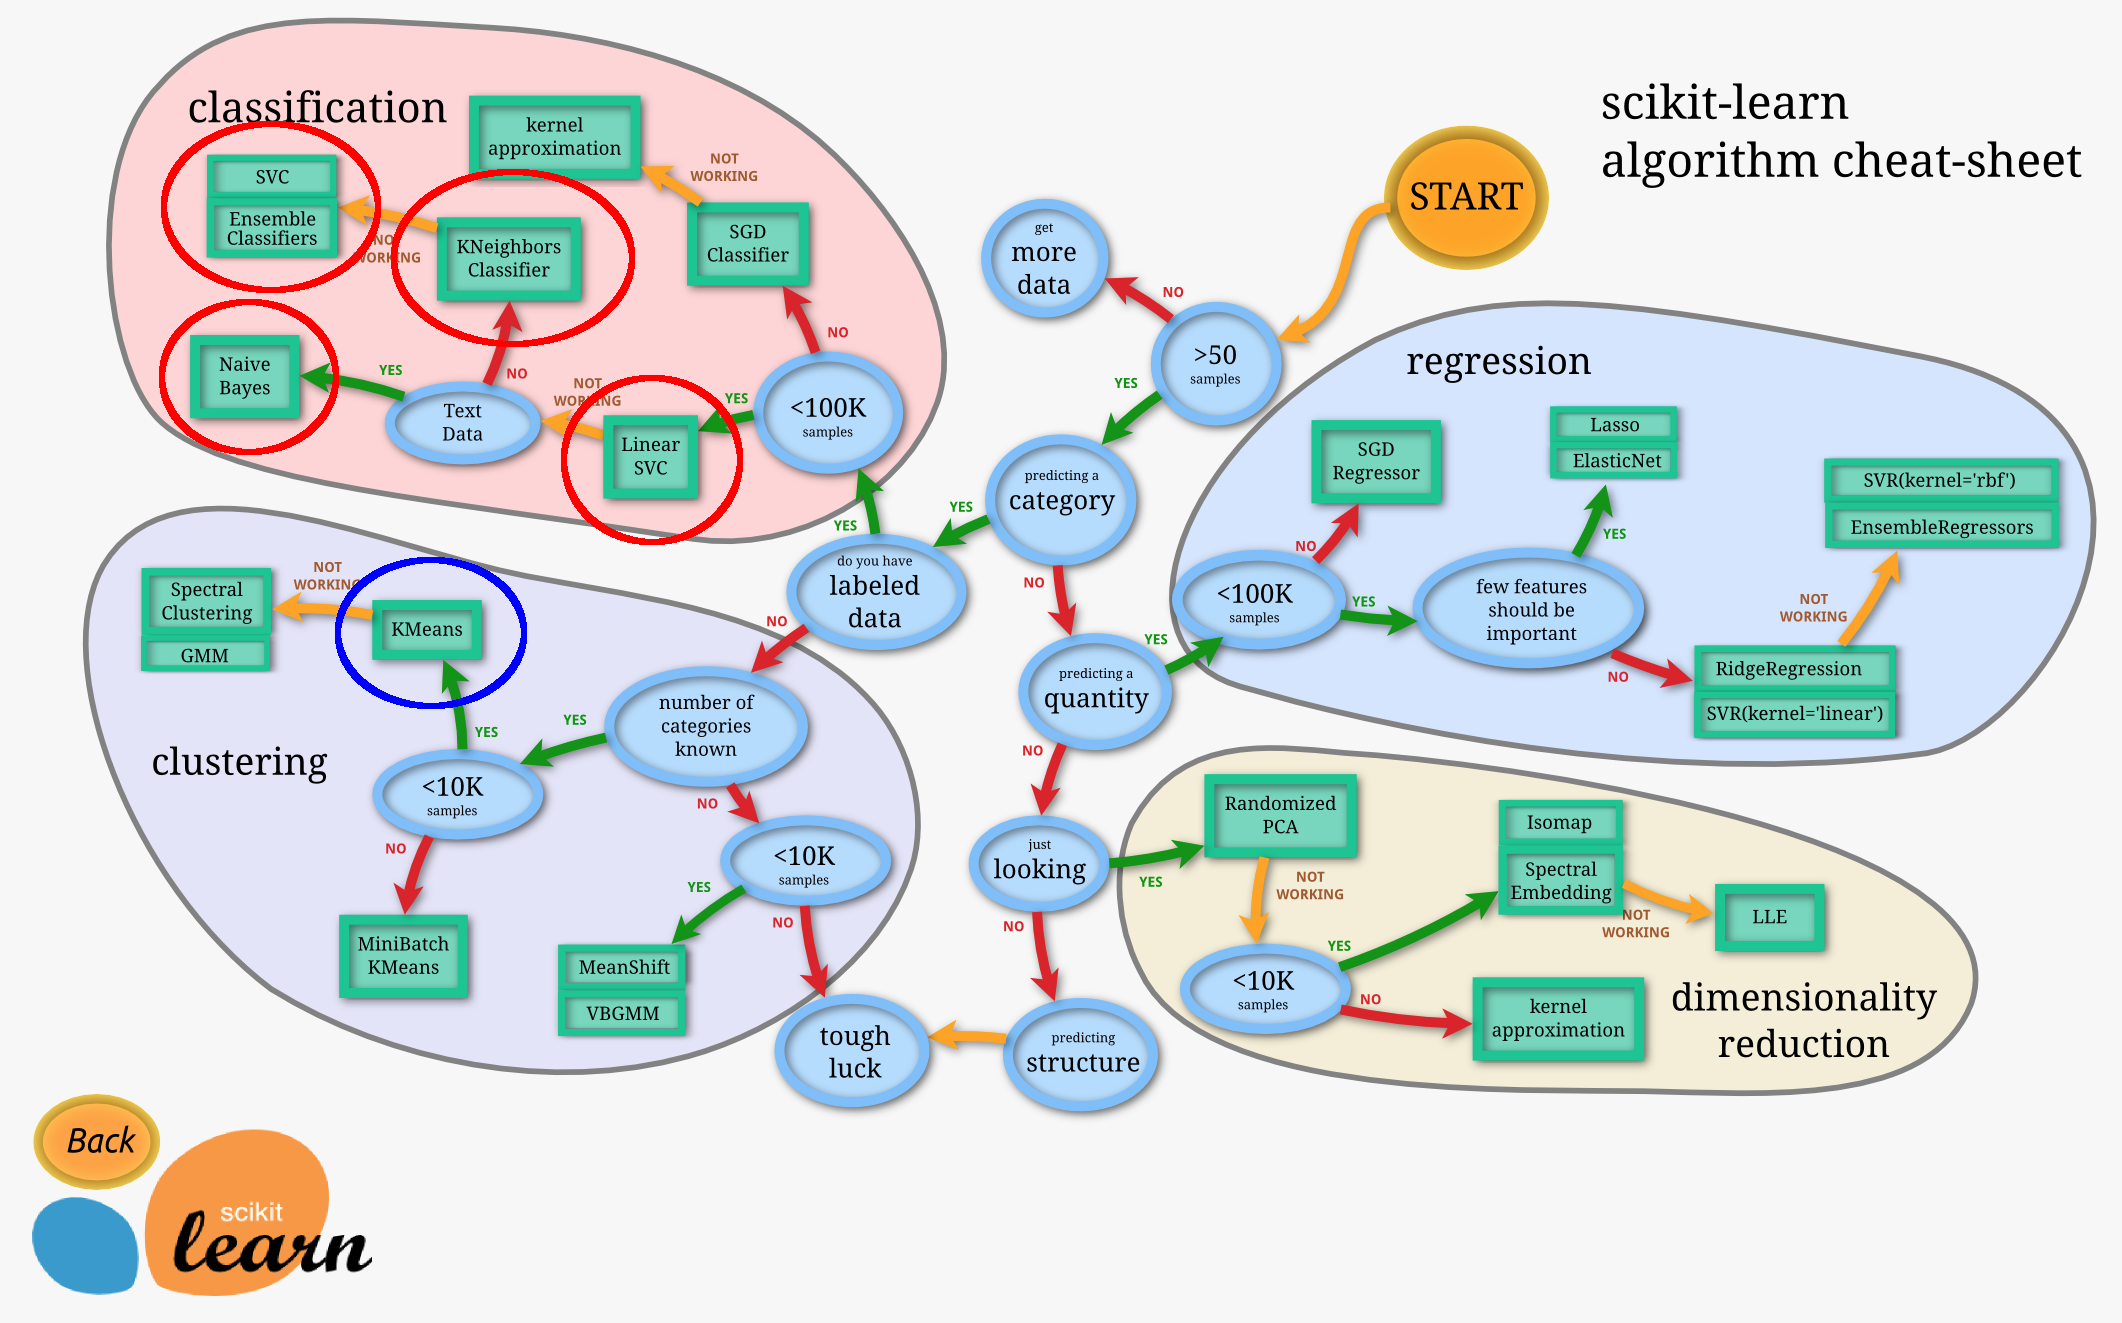 scikit-learn
algorithm cheat-sheet
START
classification
kernel
approximation
NOT
WORKING
SVC
Ensemble
Classifiers
NOT
WORKING
KNeighbors
Classifier
SGD
Classifier
NO
Naive
Bayes
YES
NO
Text
Data
NOT
WORKING
Linear
SVC
YES
<100K
samples
YES
get
more
data
NO
>50
samples
YES
predicting a
category
YES
NO
do you have
labeled
data
NO
predicting a
quantity
YES
NO
just
looking
YES
NO
predicting
structure
tough
luck
regression
SGD
Regressor
Lasso
ElasticNet
SVR(kernel='rbf')
EnsembleRegressors
NO
YES
<100K
samples
YES
few features
should be
important
NOT
WORKING
NO
RidgeRegression
SVR(kernel='linear')
clustering
Spectral
Clustering
GMM
NOT
WORKING
KMeans
YES
number of
categories
known
YES
NO
<10K
samples
NO
MiniBatch
KMeans
<10K
samples
YES
NO
MeanShift
VBGMM
Randomized
PCA
NOT
WORKING
Isomap
Spectral
Embedding
NOT
WORKING
LLE
YES
<10K
samples
NO
kernel
approximation
dimensionality
reduction
Back
scikit
learn